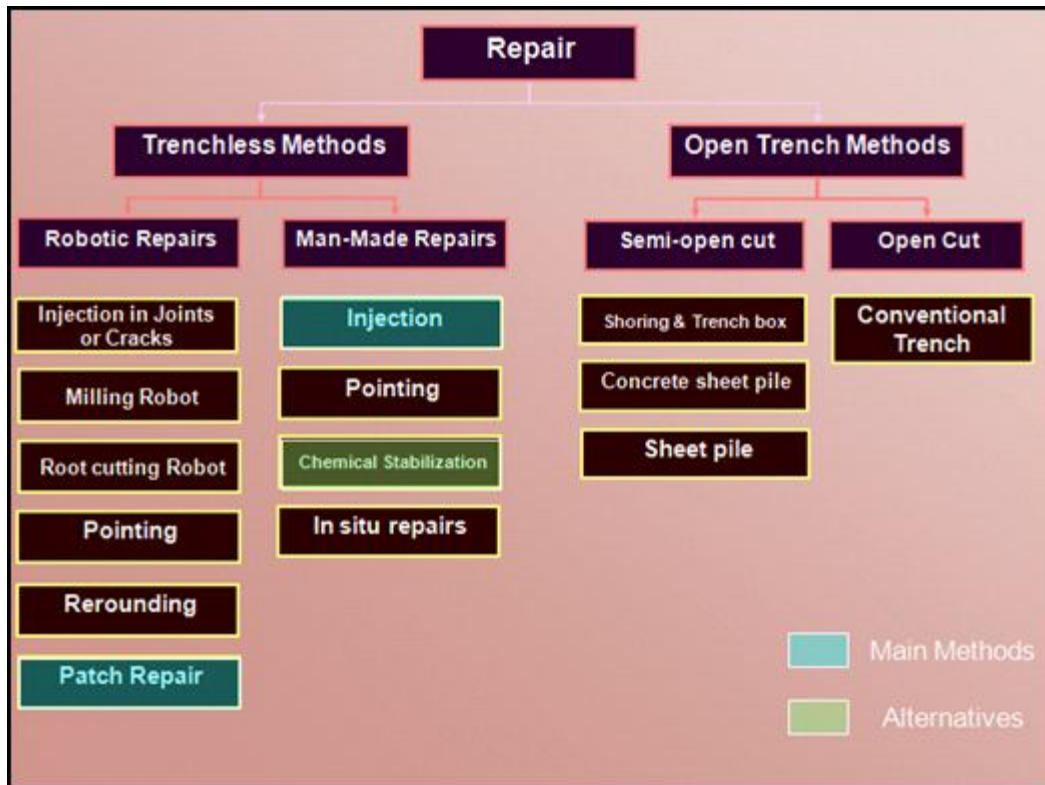 Repair
Trenchless Methods
Open Trench Methods
Robotic Repairs
Man-Made Repairs
Semi-open cut
Open Cut
Injection in Joints
or Cracks
Milling Robot
Root cutting Robot
Pointing
Rerounding
Patch Repair
Injection
Pointing
Chemical Stabilization
In situ repairs
Shoring & Trench box
Concrete sheet pile
Sheet pile
Conventional
Trench
Main Methods
Alternatives